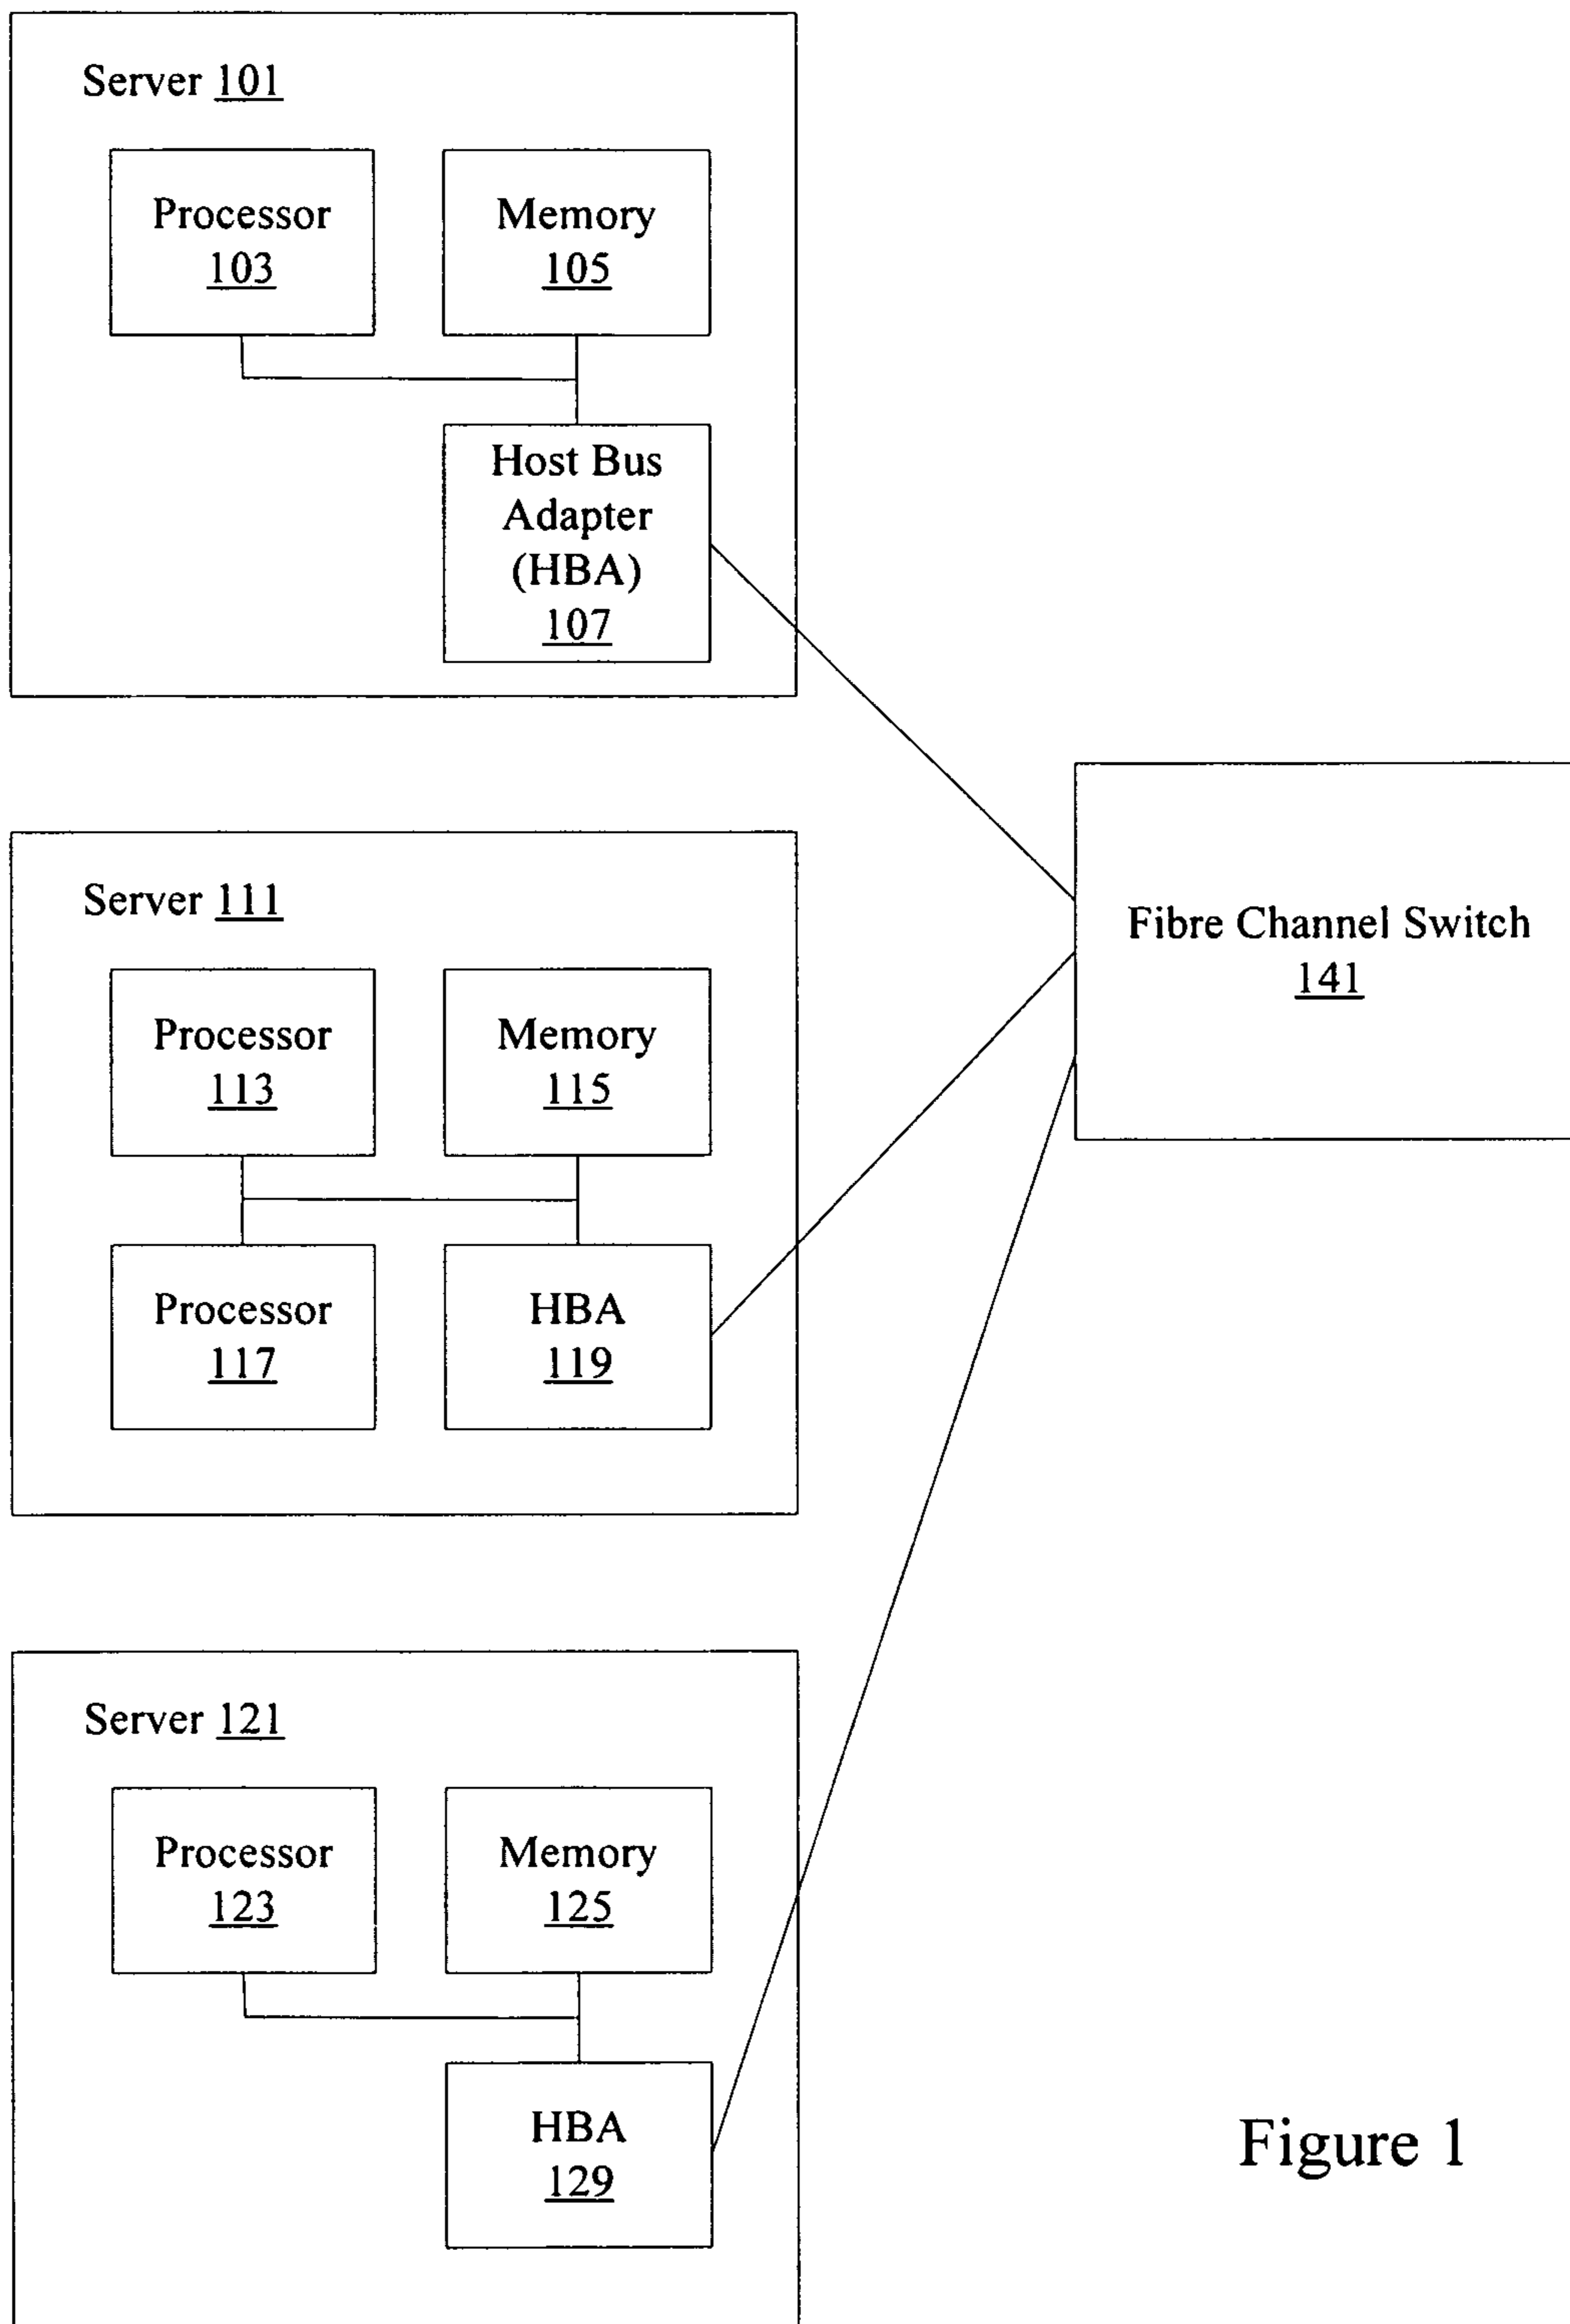 Server 101
Processor
103
Memory
105
Host Bus
Adapter
(HBA)
107
Server 111
Processor
113
Memory
115
Processor
117
HBA
119
Fibre Channel Switch
141
Server 121
Processor
123
Memory
125
HBA
129
Figure 1